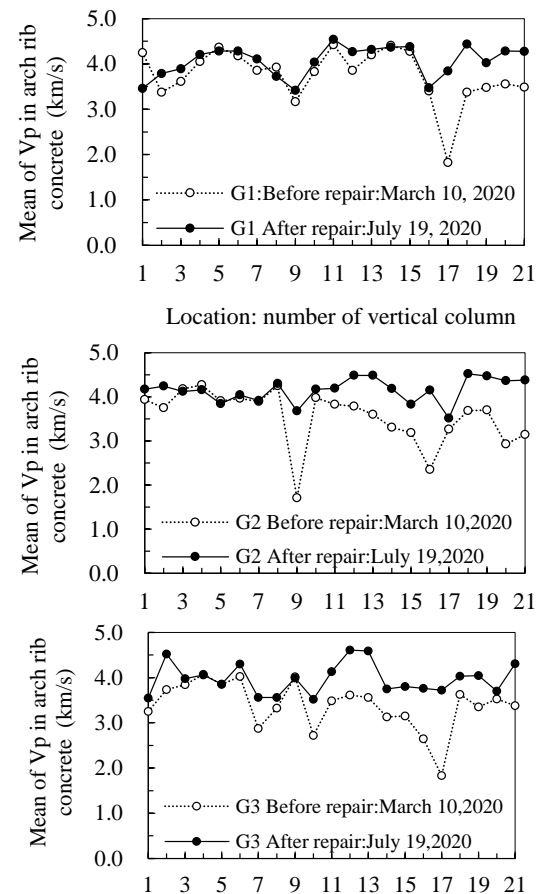 Mean of Vp in arch rib
concrete (km/s)
5.0
4.0
3.0
2.0
1.0
0.0
G1:Before repair:March 10, 2020
G1 After repair:July 19, 2020
1 3 5 7 9 11 13 15 17 19 21
Location: number of vertical column
Mean of Vp in arch rib
concrete (km/s)
5.0
4.0
3.0
2.0
1.0
0.0
G2 Before repair:March 10,2020
G2 After repair:Luly 19,2020
1 3 5 7 9 11 13 15 17 19 21
Mean of Vp in arch rib
concrete (km/s)
5.0
4.0
3.0
2.0
1.0
0.0
G3 Before repair:March 10,2020
G3 After repair:July 19,2020
1 3 5 7 9 11 13 15 17 19 21